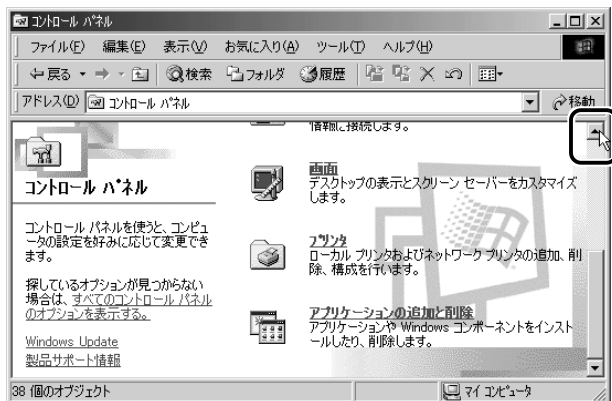 コントロール パネル
ファイル(F) 編集(E) 表示(V) お気に入り(A) ツール(T) ヘルプ(H)
戻る 検索 フォルダ 履歴
アドレス(D) コントロール パネル 移動
コントロール パネル
コントロール パネルを使うと、コンピュ
ータの設定を好みに応じて変更でき
ます。
探しているオプションが見つからない
場合は、すべてのコントロール パネル
のオプションを表示する。
Windows Update
製品サポート情報
情報に接続します。
画面
デスクトップの表示とスクリーン セーバーをカスタマイズ
します。
プリンタ
ローカル プリンタおよびネットワーク プリンタの追加、削
除、構成を行います。
アプリケーションの追加と削除
アプリケーションや Windows コンポーネントをインスト
ールしたり、削除します。
38 個のオブジェクト マイ コンピュータ